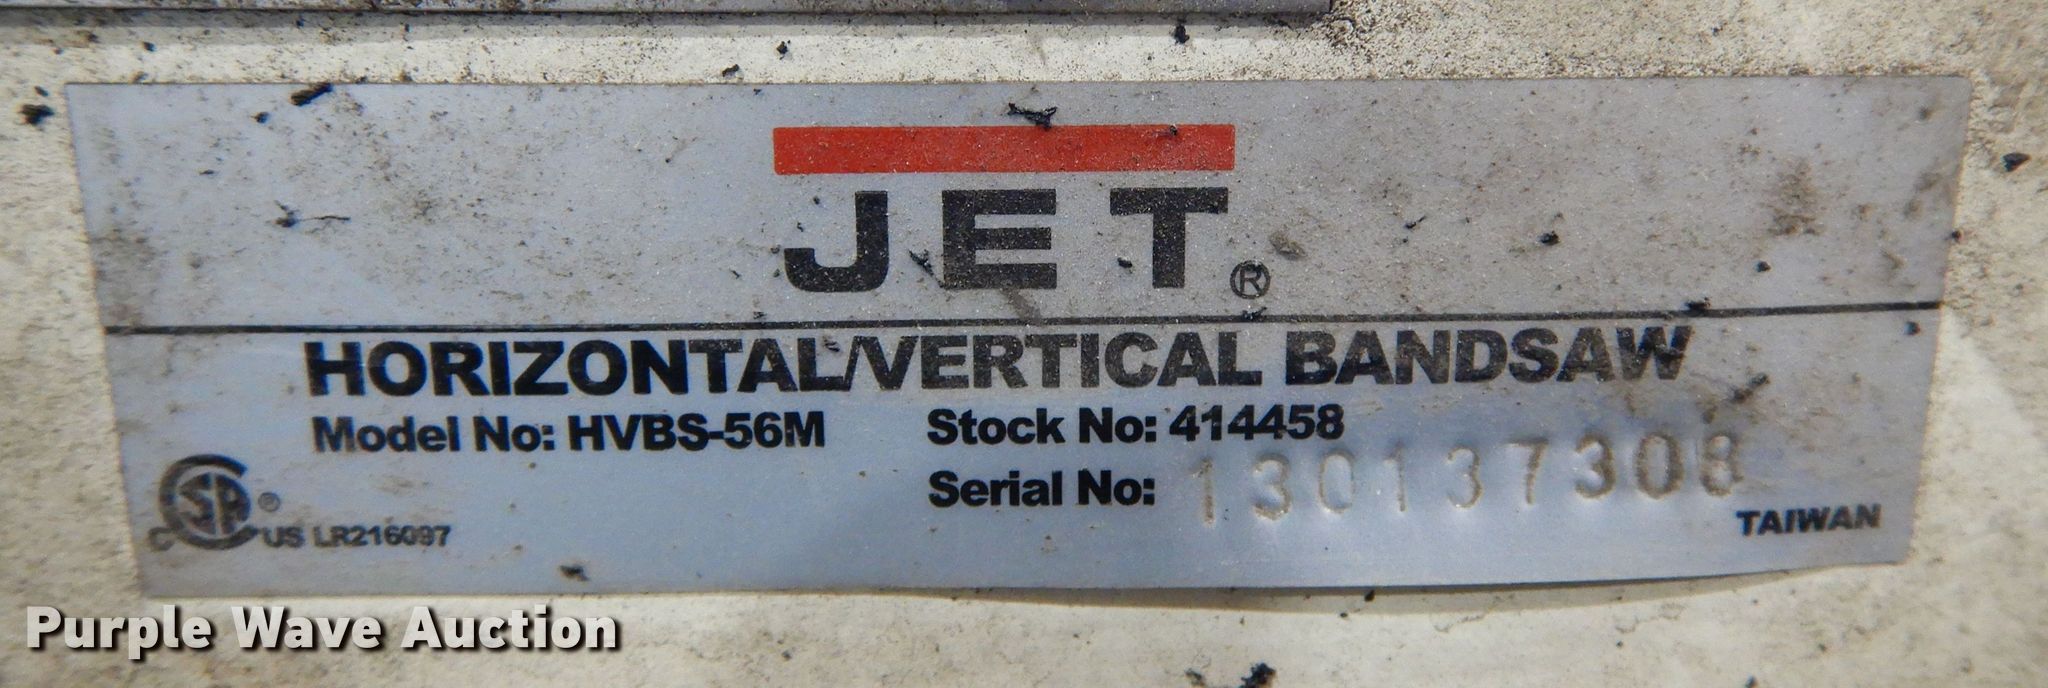 JET®
HORIZONTAL/VERTICAL BANDSAW
Model No: HVBS-56M Stock No: 414458
Serial No: 130137308
CSA® C US LR216097
TAIWAN
Purple Wave Auction